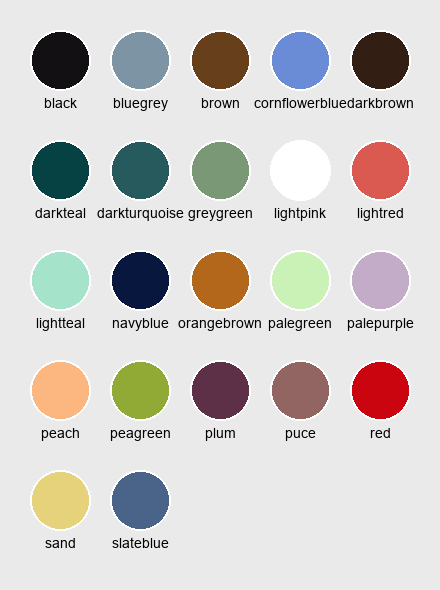 black bluegrey brown cornflowerblue darkbrown
darkteal darkturquoise greygreen lightpink lightred
lightteal navyblue orangebrown palegreen palepurple
peach peagreen plum puce red
sand slateblue